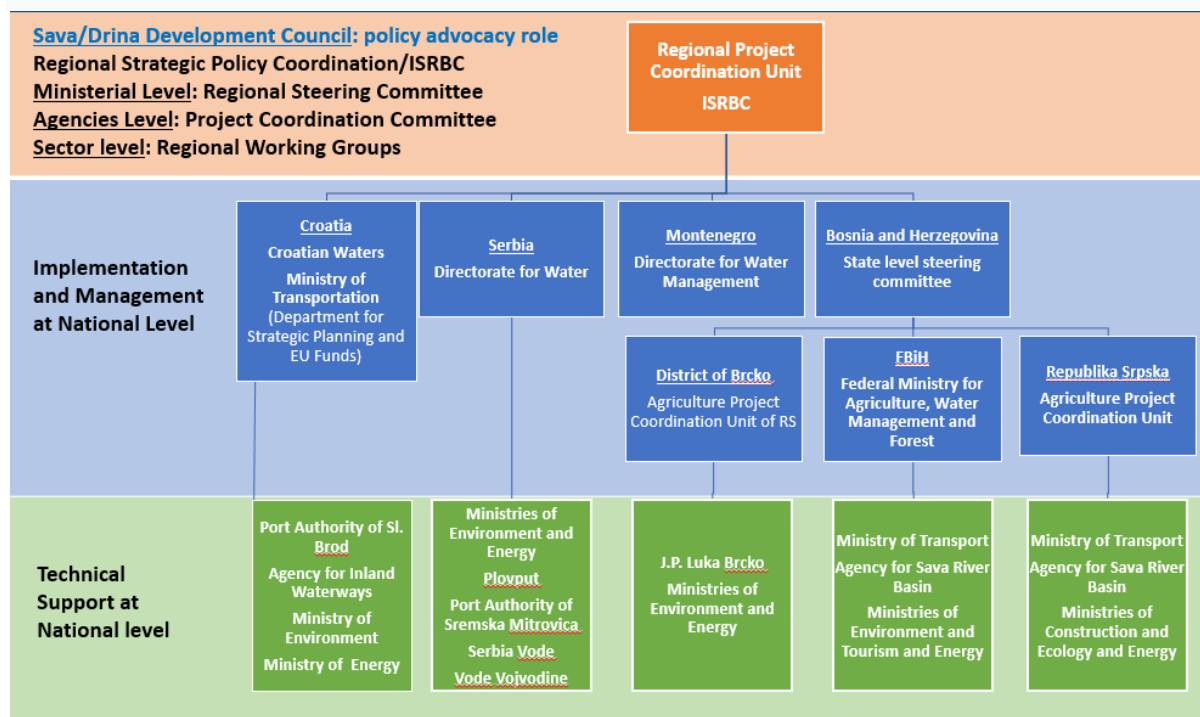 Sava/Drina Development Council: policy advocacy role
Regional Strategic Policy Coordination/ISRBC
Ministerial Level: Regional Steering Committee
Agencies Level: Project Coordination Committee
Sector level: Regional Working Groups
Regional Project
Coordination Unit
ISRBC
Implementation
and Management
at National Level
Croatia
Croatian Waters
Ministry of
Transportation
(Department for
Strategic Planning and
EU Funds)
Serbia
Directorate for Water
Montenegro
Directorate for Water
Management
Bosnia and Herzegovina
State level steering
committee
District of Brcko
Agriculture Project
Coordination Unit of RS
FBiH
Federal Ministry for
Agriculture, Water
Management and
Forest
Republika Srpska
Agriculture Project
Coordination Unit
Technical
Support at
National level
Port Authority of Sl.
Brod
Agency for Inland
Waterways
Ministry of
Environment
Ministry of Energy
Ministries of
Environment and
Energy
Plovput
Port Authority of
Sremska Mitrovica
Serbia Vode
Vode Vojvodine
J.P. Luka Brcko
Ministries of
Environment and
Energy
Ministry of Transport
Agency for Sava River
Basin
Ministries of
Environment and
Tourism and Energy
Ministry of Transport
Agency for Sava River
Basin
Ministries of
Construction and
Ecology and Energy